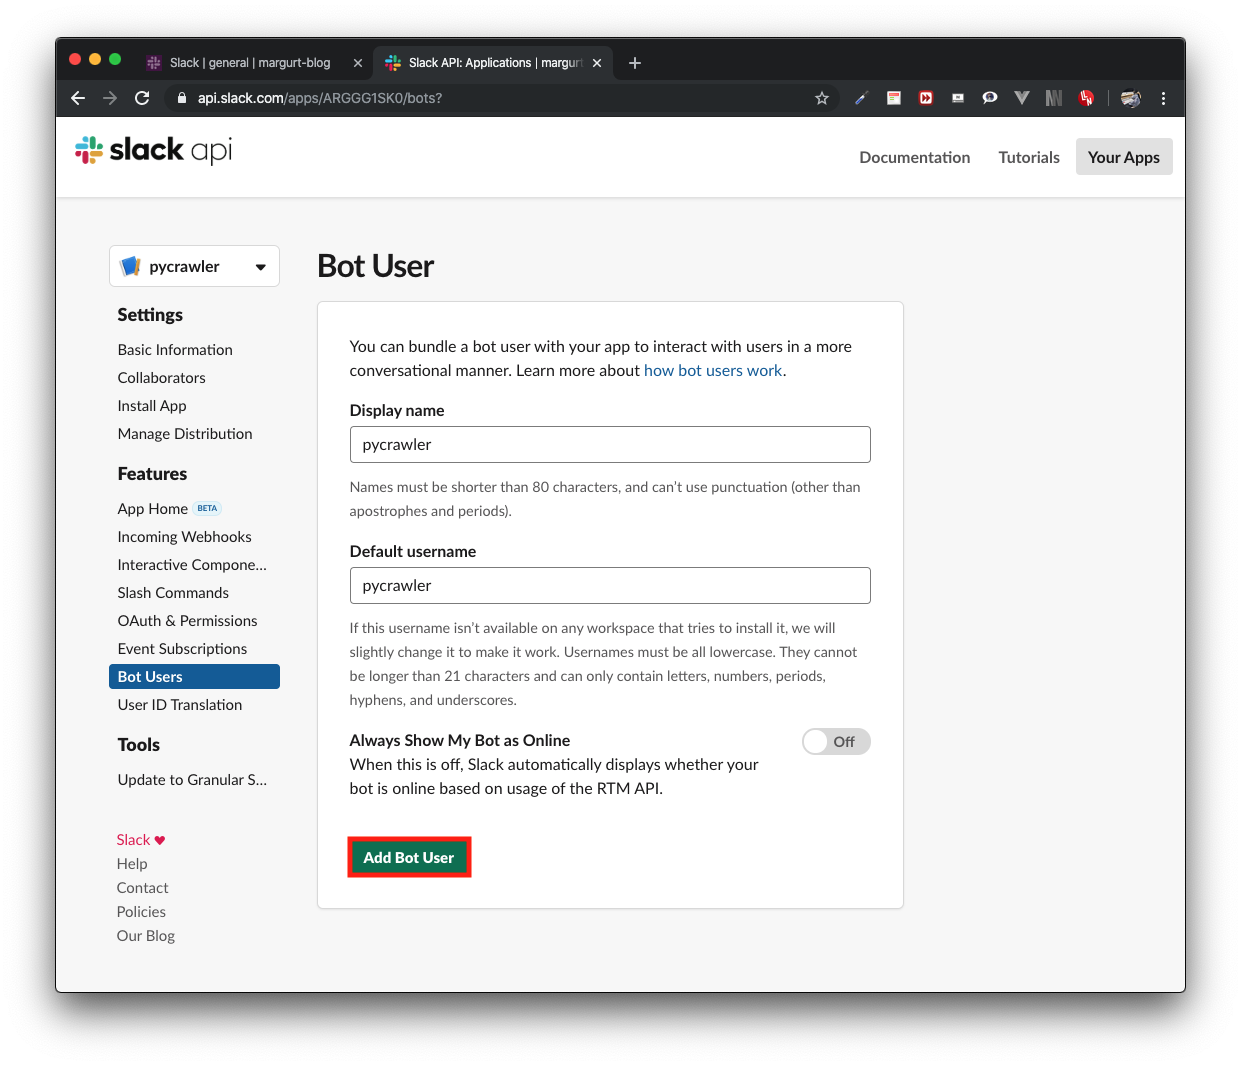 Slack | general | margurt-blog
Slack API: Applications | margurt
api.slack.com/apps/ARGGG1SK0/bots?
slack api
Documentation
Tutorials
Your Apps
pycrawler
Settings
Basic Information
Collaborators
Install App
Manage Distribution
Features
App Home BETA
Incoming Webhooks
Interactive Compone...
Slash Commands
OAuth & Permissions
Event Subscriptions
Bot Users
User ID Translation
Tools
Update to Granular S...
Slack ♥
Help
Contact
Policies
Our Blog
Bot User
You can bundle a bot user with your app to interact with users in a more
conversational manner. Learn more about how bot users work.
Display name
pycrawler
Names must be shorter than 80 characters, and can’t use punctuation (other than
apostrophes and periods).
Default username
pycrawler
If this username isn’t available on any workspace that tries to install it, we will
slightly change it to make it work. Usernames must be all lowercase. They cannot
be longer than 21 characters and can only contain letters, numbers, periods,
hyphens, and underscores.
Always Show My Bot as Online
Off
When this is off, Slack automatically displays whether your
bot is online based on usage of the RTM API.
Add Bot User